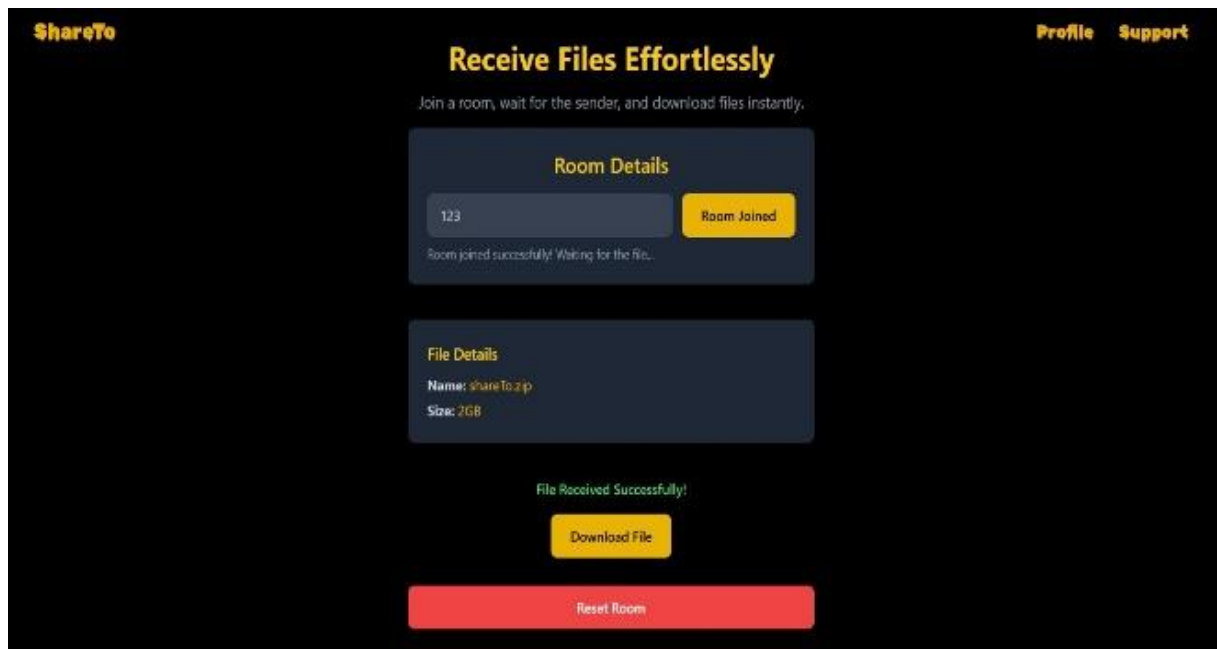 ShareTo
Profile Support
Receive Files Effortlessly
Join a room, wait for the sender, and download files instantly.
Room Details
123
Room Joined
Room joined successfully! Waiting for the file...
File Details
Name: shareTo.zip
Size: 2GB
File Received Successfully!
Download File
Reset Room